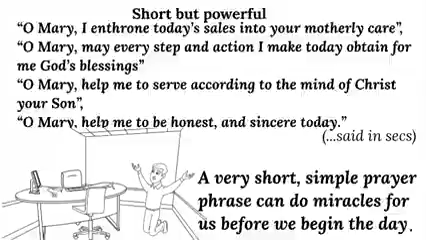 Short but powerful
“O Mary, I enthrone today’s sales into your motherly care”,
“O Mary, may every step and action I make today obtain for
me God’s blessings”
“O Mary, help me to serve according to the mind of Christ
your Son”,
“O Mary, help me to be honest, and sincere today.”
(...said in secs)
A very short, simple prayer
phrase can do miracles for
us before we begin the day.